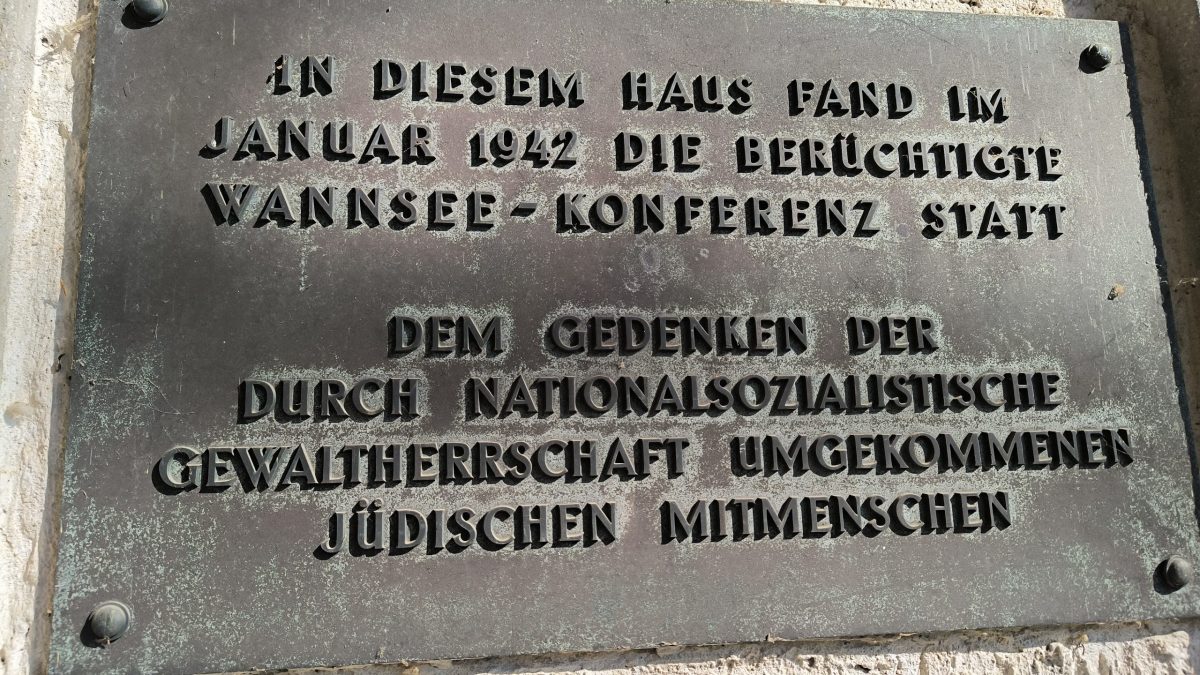 IN DIESEM HAUS FAND IM
JANUAR 1942 DIE BERÜCHTIGTE
WANNSEE-KONFERENZ STATT
DEM GEDENKEN DER
DURCH NATIONALSOZIALISTISCHE
GEWALTHERRSCHAFT UMGEKOMMENEN
JÜDISCHEN MITMENSCHEN